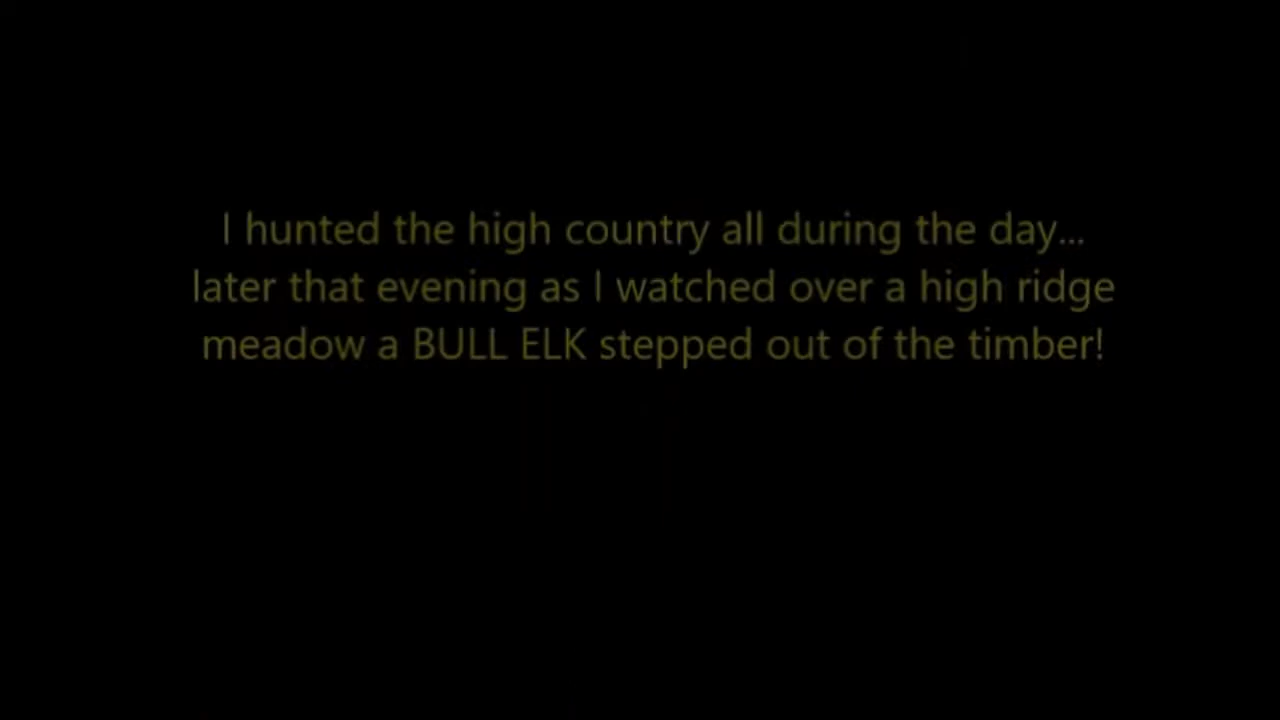 I hunted the high country all during the day...
later that evening as I watched over a high ridge
meadow a BULL ELK stepped out of the timber!